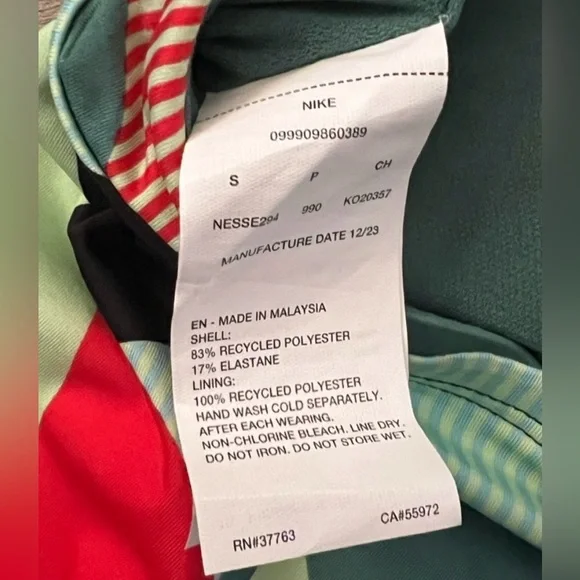 NIKE
099909860389
S P CH
NESSE294 990 KO20357
MANUFACTURE DATE 12/23
EN - MADE IN MALAYSIA
SHELL:
83% RECYCLED POLYESTER
17% ELASTANE
LINING:
100% RECYCLED POLYESTER
HAND WASH COLD SEPARATELY.
AFTER EACH WEARING.
NON-CHLORINE BLEACH. LINE DRY.
DO NOT IRON. DO NOT STORE WET.
RN#37763 CA#55972